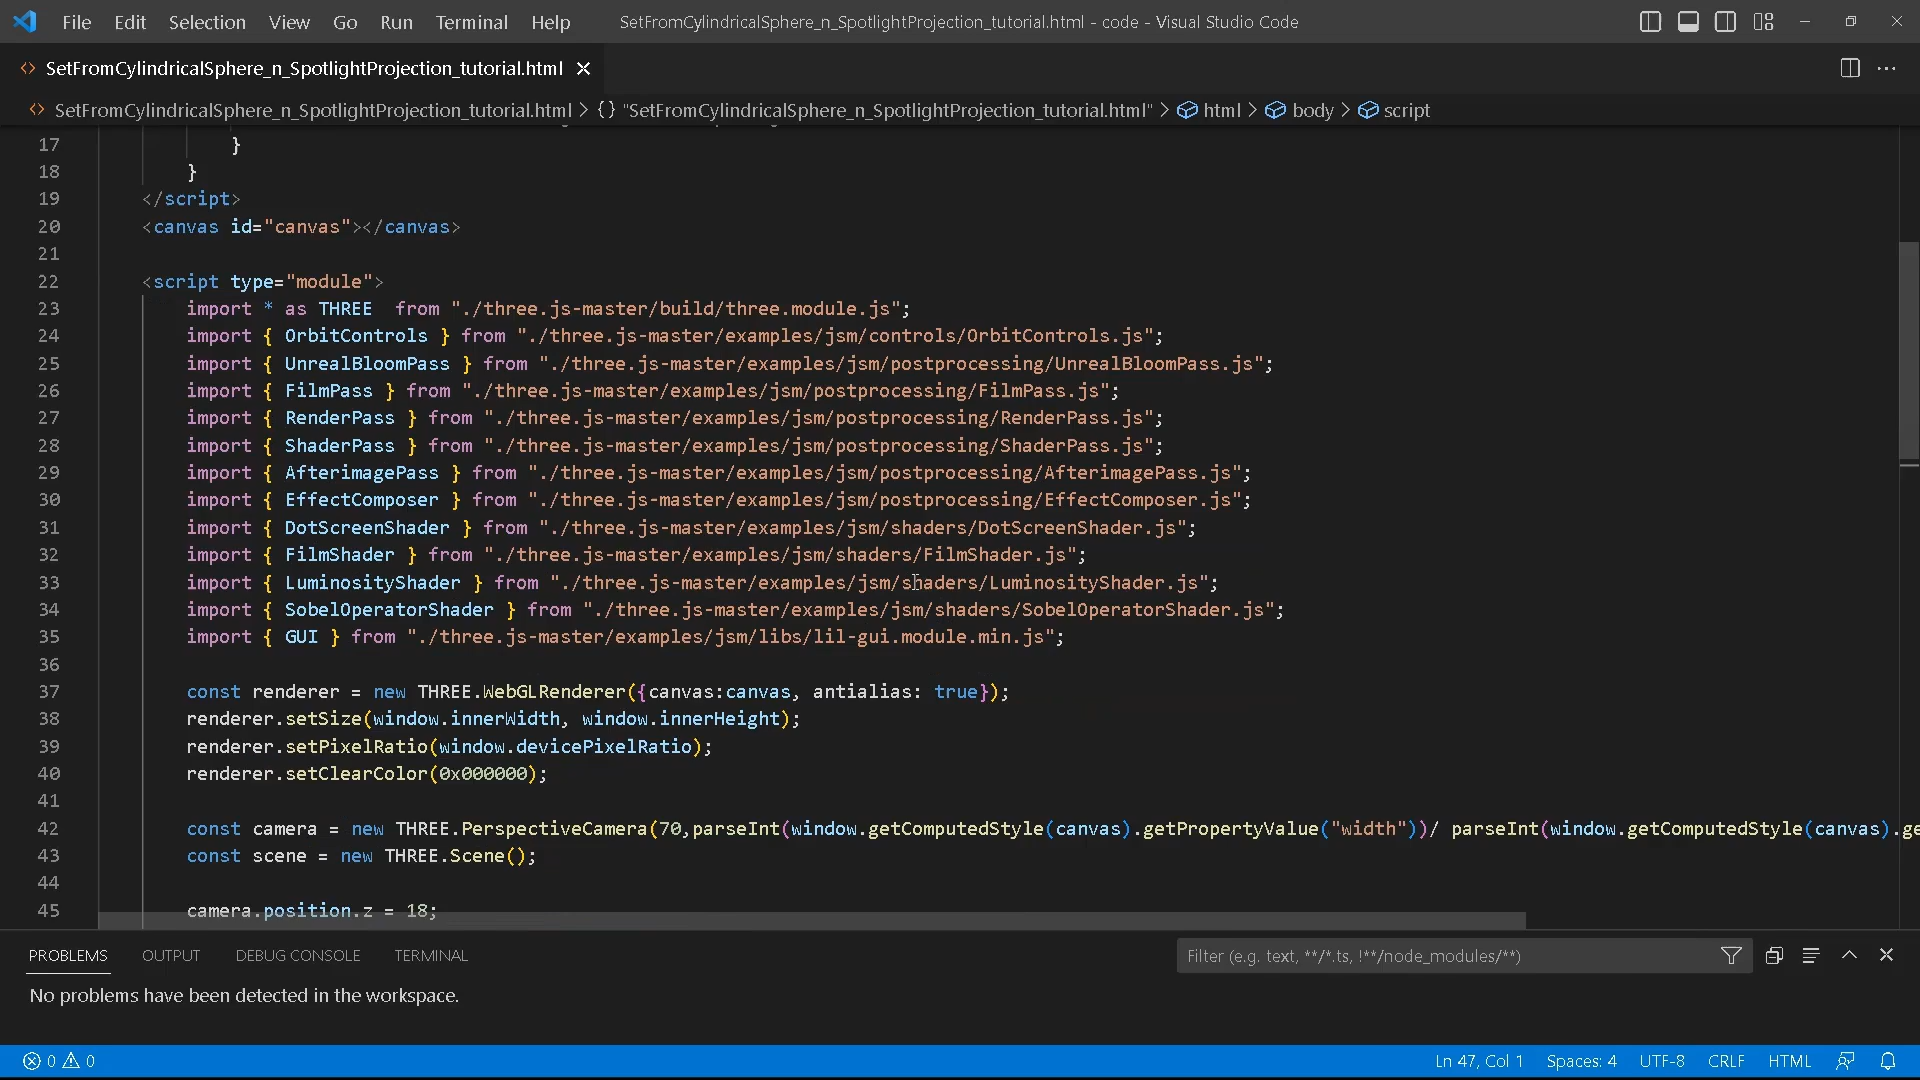 File Edit Selection View Go Run Terminal Help SetFromCylindricalSphere_n_SpotlightProjection_tutorial.html - code - Visual Studio Code
SetFromCylindricalSphere_n_SpotlightProjection_tutorial.html
SetFromCylindricalSphere_n_SpotlightProjection_tutorial.html > {} "SetFromCylindricalSphere_n_SpotlightProjection_tutorial.html" > html > body > script
17 }
18 }
19 </script>
20 <canvas id="canvas"></canvas>
21
22 <script type="module">
23 import * as THREE  from "./three.js-master/build/three.module.js";
24 import { OrbitControls } from "./three.js-master/examples/jsm/controls/OrbitControls.js";
25 import { UnrealBloomPass } from "./three.js-master/examples/jsm/postprocessing/UnrealBloomPass.js";
26 import { FilmPass } from "./three.js-master/examples/jsm/postprocessing/FilmPass.js";
27 import { RenderPass } from "./three.js-master/examples/jsm/postprocessing/RenderPass.js";
28 import { ShaderPass } from "./three.js-master/examples/jsm/postprocessing/ShaderPass.js";
29 import { AfterimagePass } from "./three.js-master/examples/jsm/postprocessing/AfterimagePass.js";
30 import { EffectComposer } from "./three.js-master/examples/jsm/postprocessing/EffectComposer.js";
31 import { DotScreenShader } from "./three.js-master/examples/jsm/shaders/DotScreenShader.js";
32 import { FilmShader } from "./three.js-master/examples/jsm/shaders/FilmShader.js";
33 import { LuminosityShader } from "./three.js-master/examples/jsm/shaders/LuminosityShader.js";
34 import { SobelOperatorShader } from "./three.js-master/examples/jsm/shaders/SobelOperatorShader.js";
35 import { GUI } from "./three.js-master/examples/jsm/libs/lil-gui.module.min.js";
36
37 const renderer = new THREE.WebGLRenderer({canvas:canvas, antialias: true});
38 renderer.setSize(window.innerWidth, window.innerHeight);
39 renderer.setPixelRatio(window.devicePixelRatio);
40 renderer.setClearColor(0x000000);
41
42 const camera = new THREE.PerspectiveCamera(70,parseInt(window.getComputedStyle(canvas).getPropertyValue("width"))/ parseInt(window.getComputedStyle(canvas).ge
43 const scene = new THREE.Scene();
44
45 camera.position.z = 18;
PROBLEMS OUTPUT DEBUG CONSOLE TERMINAL Filter (e.g. text, **/*.ts, !**/node_modules/**)
No problems have been detected in the workspace.
0 0 Ln 47, Col 1 Spaces: 4 UTF-8 CRLF HTML